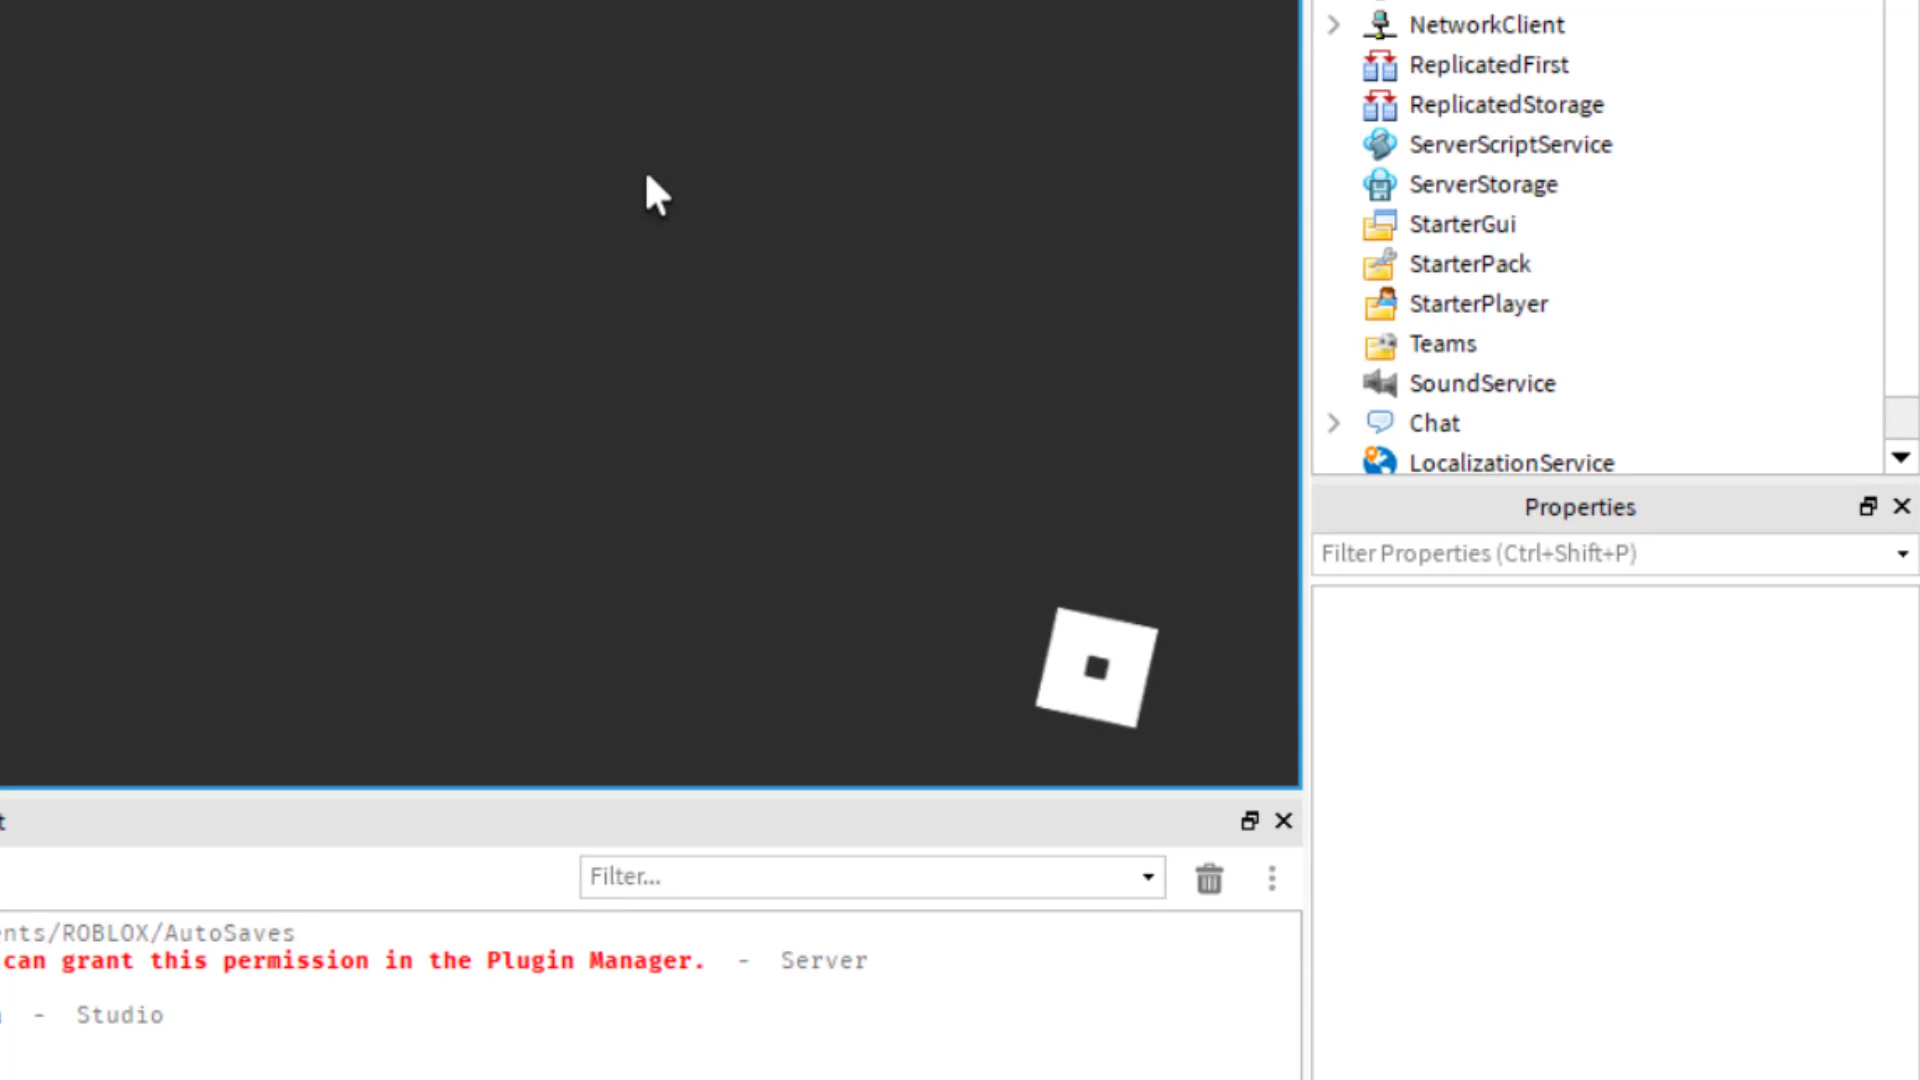 NetworkClient
ReplicatedFirst
ReplicatedStorage
ServerScriptService
ServerStorage
StarterGui
StarterPack
StarterPlayer
Teams
SoundService
Chat
LocalizationService
Properties
Filter Properties (Ctrl+Shift+P)
t
Filter...
ents/ROBLOX/AutoSaves
can grant this permission in the Plugin Manager. - Server
- Studio